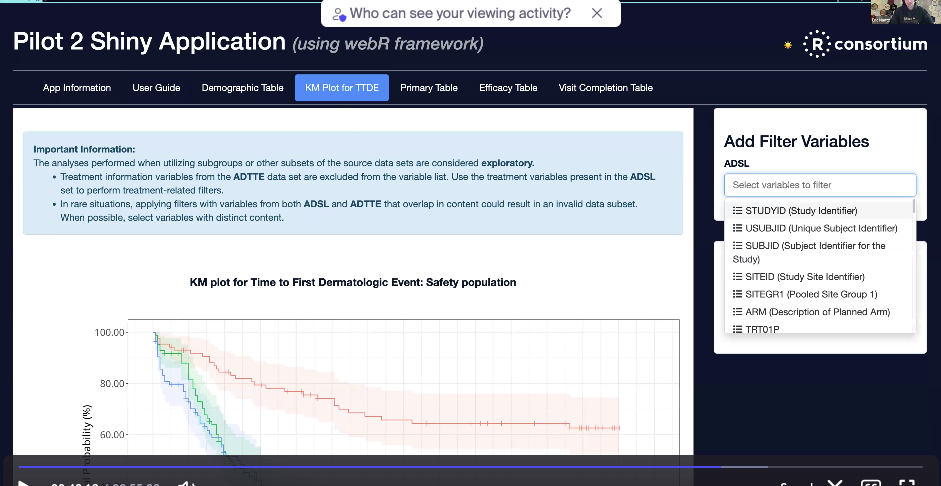 Who can see your viewing activity?
Pilot 2 Shiny Application (using webR framework)
R consortium
App Information
User Guide
Demographic Table
KM Plot for TTDE
Primary Table
Efficacy Table
Visit Completion Table
Important Information:
The analyses performed when utilizing subgroups or other subsets of the source data sets are considered exploratory.
• Treatment information variables from the ADTTE data set are excluded from the variable list. Use the treatment variables present in the ADSL
set to perform treatment-related filters.
• In rare situations, applying filters with variables from both ADSL and ADTTE that overlap in content could result in an invalid data subset.
When possible, select variables with distinct content.
KM plot for Time to First Dermatologic Event: Safety population
100.00
80.00
60.00
Probability (%)
Add Filter Variables
ADSL
Select variables to filter
STUDYID (Study Identifier)
USUBJID (Unique Subject Identifier)
SUBJID (Subject Identifier for the
Study)
SITEID (Study Site Identifier)
SITEGR1 (Pooled Site Group 1)
ARM (Description of Planned Arm)
TRT01P